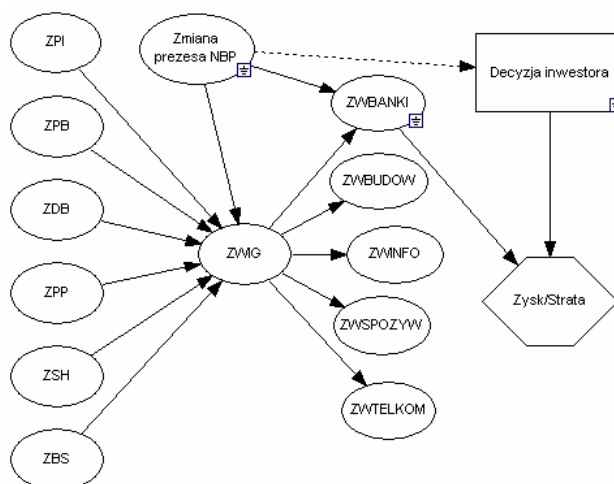 ZPI
Zmiana
prezesa NBP
Decyzja inwestora
ZWBANKI
ZPB
ZWBUDOW
ZDB
ZWIG
ZWINFO
ZPP
Zysk/Strata
ZWSPOZYW
ZSH
ZWTELKOM
ZBS